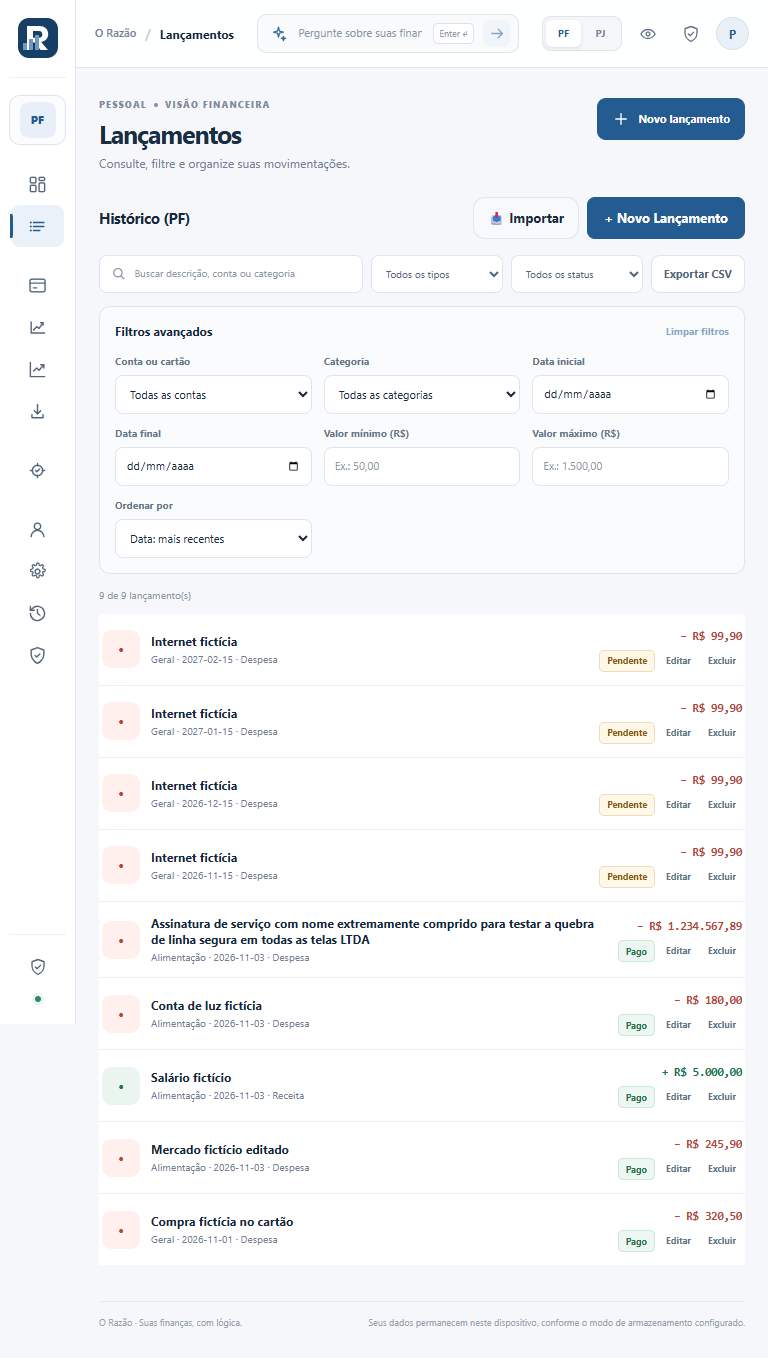 R
O Razão / Lançamentos
Pergunte sobre suas finan
Enter ↵
PF PJ
P
PF
PESSOAL • VISÃO FINANCEIRA
Lançamentos
Consulte, filtre e organize suas movimentações.
+ Novo lançamento
Histórico (PF)
Importar
+ Novo Lançamento
Buscar descrição, conta ou categoria
Todos os tipos
Todos os status
Exportar CSV
Filtros avançados
Limpar filtros
Conta ou cartão
Todas as contas
Categoria
Todas as categorias
Data inicial
dd/mm/aaaa
Data final
dd/mm/aaaa
Valor mínimo (R$)
Ex.: 50,00
Valor máximo (R$)
Ex.: 1.500,00
Ordenar por
Data: mais recentes
9 de 9 lançamento(s)
Internet fictícia
Geral · 2027-02-15 · Despesa
− R$ 99,90
Pendente Editar Excluir
Internet fictícia
Geral · 2027-01-15 · Despesa
− R$ 99,90
Pendente Editar Excluir
Internet fictícia
Geral · 2026-12-15 · Despesa
− R$ 99,90
Pendente Editar Excluir
Internet fictícia
Geral · 2026-11-15 · Despesa
− R$ 99,90
Pendente Editar Excluir
Assinatura de serviço com nome extremamente comprido para testar a quebra
de linha segura em todas as telas LTDA
Alimentação · 2026-11-03 · Despesa
− R$ 1.234.567,89
Pago Editar Excluir
Conta de luz fictícia
Alimentação · 2026-11-03 · Despesa
− R$ 180,00
Pago Editar Excluir
Salário fictício
Alimentação · 2026-11-03 · Receita
+ R$ 5.000,00
Pago Editar Excluir
Mercado fictício editado
Alimentação · 2026-11-03 · Despesa
− R$ 245,90
Pago Editar Excluir
Compra fictícia no cartão
Geral · 2026-11-01 · Despesa
− R$ 320,50
Pago Editar Excluir
O Razão · Suas finanças, com lógica.
Seus dados permanecem neste dispositivo, conforme o modo de armazenamento configurado.